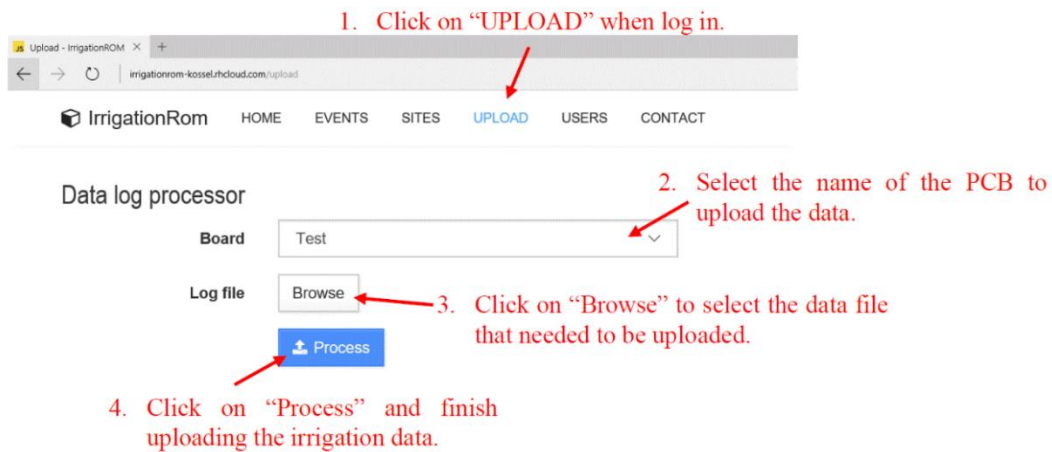 1. Click on “UPLOAD” when log in.
JS Upload - IrrigationROM × +
irrigationrom-kossel.rhcloud.com/upload
IrrigationRom HOME EVENTS SITES UPLOAD USERS CONTACT
Data log processor
2. Select the name of the PCB to
upload the data.
Board Test
Log file Browse
3. Click on “Browse” to select the data file
that needed to be uploaded.
Process
4. Click on “Process” and finish
uploading the irrigation data.